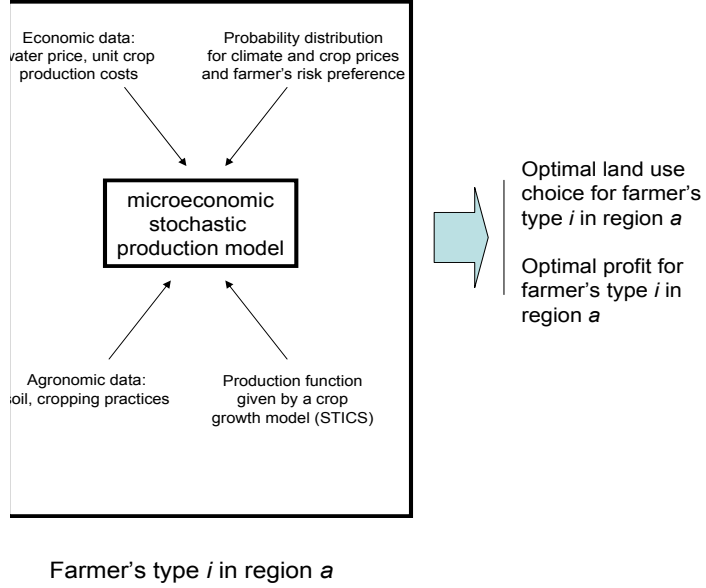 Economic data:
water price, unit crop
production costs
Probability distribution
for climate and crop prices
and farmer's risk preference
microeconomic
stochastic
production model
Agronomic data:
soil, cropping practices
Production function
given by a crop
growth model (STICS)
Optimal land use
choice for farmer's
type i in region a
Optimal profit for
farmer's type i in
region a
Farmer's type i in region a